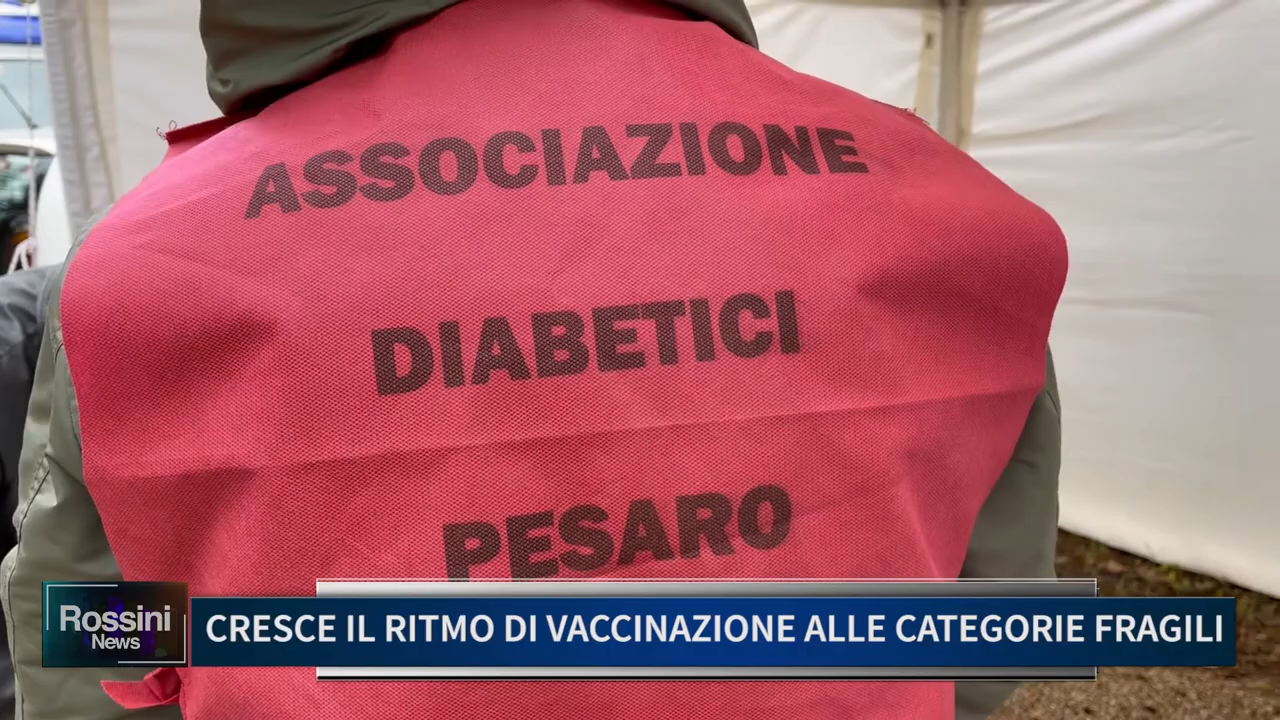 ASSOCIAZIONE
DIABETICI
PESARO
Rossini
News
CRESCE IL RITMO DI VACCINAZIONE ALLE CATEGORIE FRAGILI